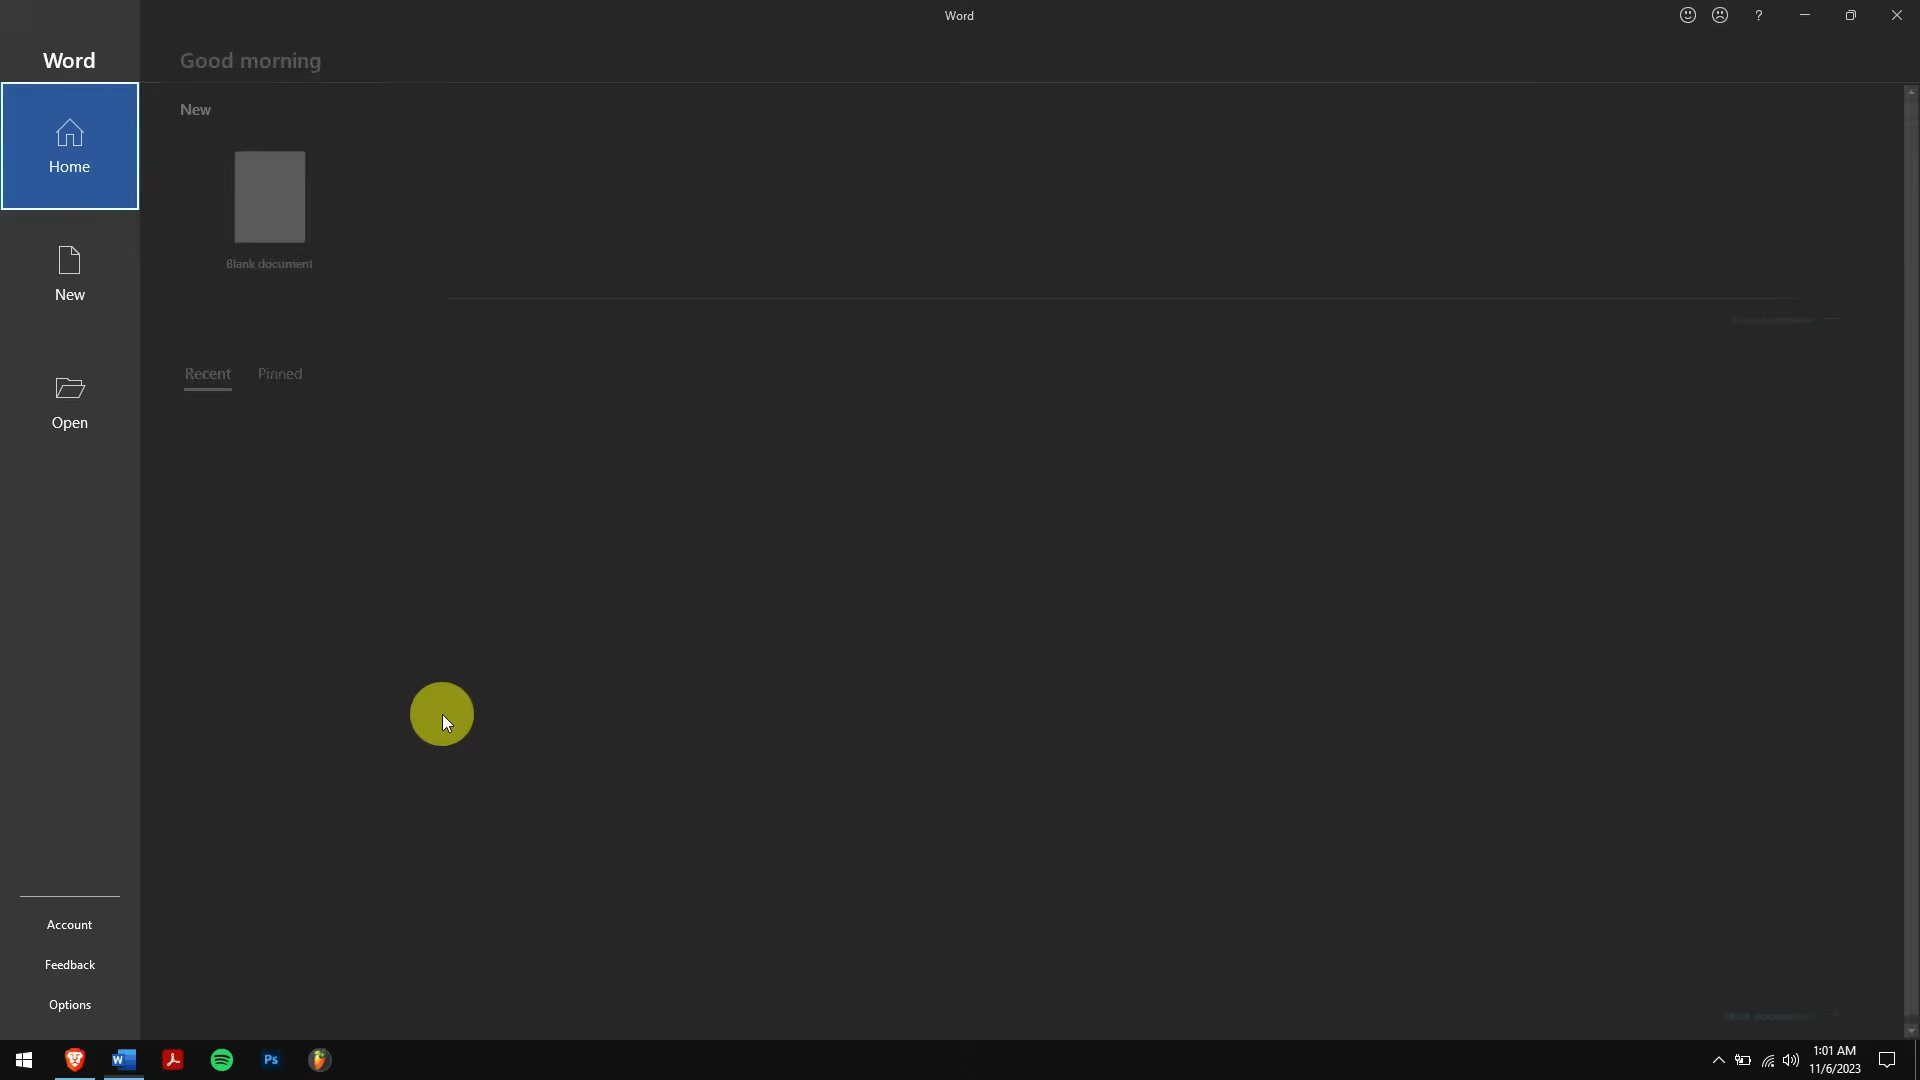 Word
Word
Good morning
Home
New
Blank document
New
Recent Pinned
Open
Account
Feedback
Options
W
Ps
1:01 AM
11/6/2023